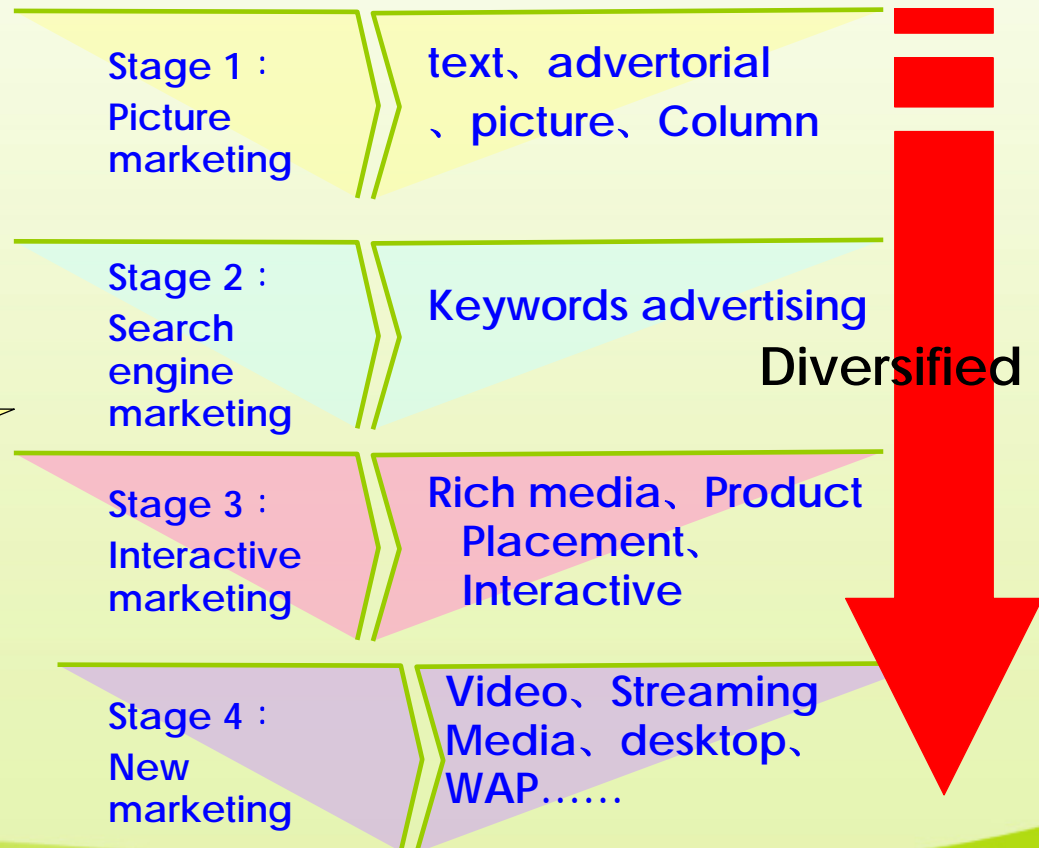 Stage 1：
Picture
marketing
text、advertorial
、picture、Column
Stage 2：
Search
engine
marketing
Keywords advertising
Diversified
Stage 3：
Interactive
marketing
Rich media、Product
Placement、
Interactive
Stage 4：
New
marketing
Video、Streaming
Media、desktop、
WAP……